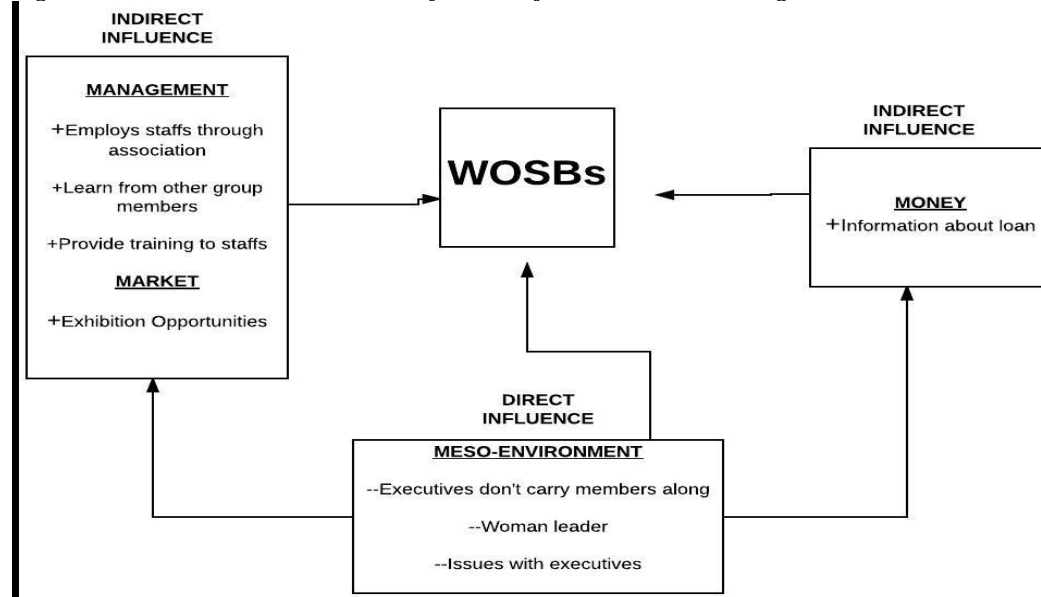 INDIRECT
INFLUENCE
MANAGEMENT
+Employs staffs through
association
+Learn from other group
members
+Provide training to staffs
MARKET
+Exhibition Opportunities
WOSBs
INDIRECT
INFLUENCE
MONEY
+Information about loan
DIRECT
INFLUENCE
MESO-ENVIRONMENT
--Executives don't carry members along
--Woman leader
--Issues with executives